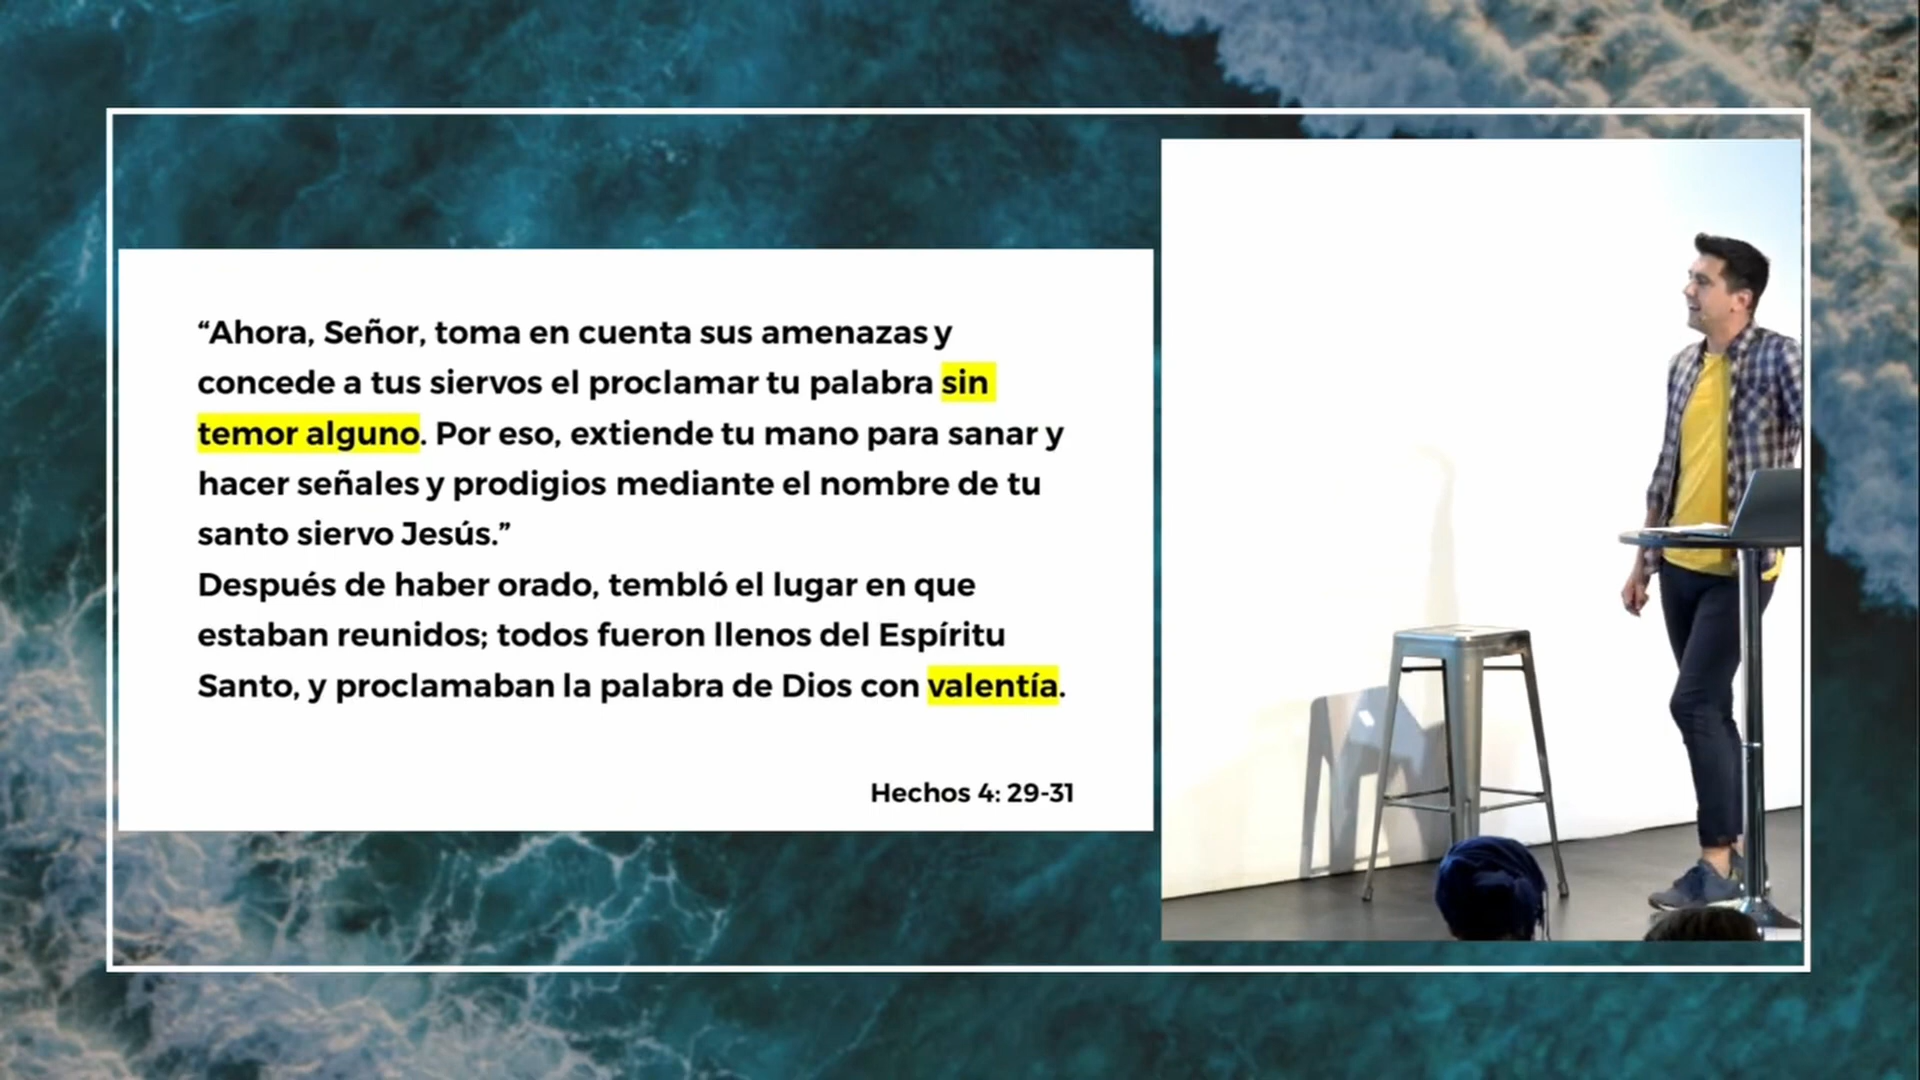 “Ahora, Señor, toma en cuenta sus amenazas y
concede a tus siervos el proclamar tu palabra sin
temor alguno. Por eso, extiende tu mano para sanar y
hacer señales y prodigios mediante el nombre de tu
santo siervo Jesús.”
Después de haber orado, tembló el lugar en que
estaban reunidos; todos fueron llenos del Espíritu
Santo, y proclamaban la palabra de Dios con valentía.
Hechos 4: 29-31